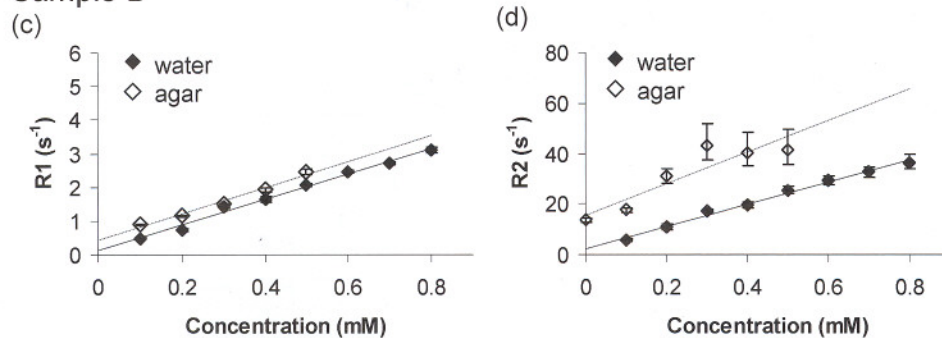 (c)
6
5
4
3
2
1
0
R1 (s⁻¹)
water
agar
0 0.2 0.4 0.6 0.8
Concentration (mM)
(d)
80
60
40
20
0
R2 (s⁻¹)
water
agar
0 0.2 0.4 0.6 0.8
Concentration (mM)